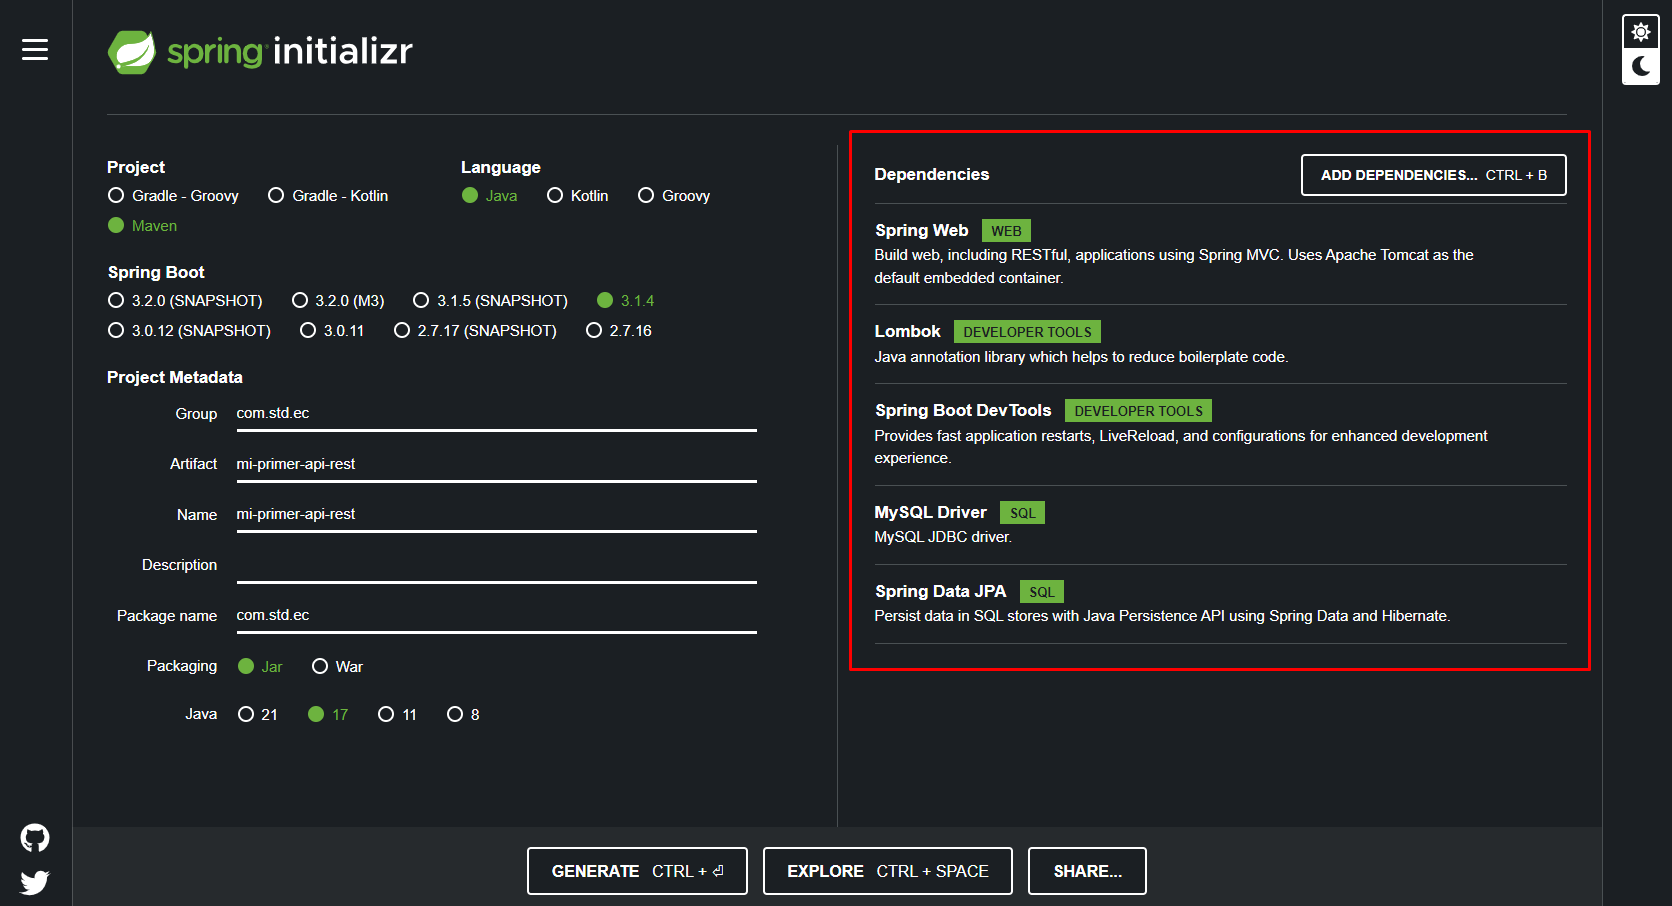 spring initializr
Project
Gradle - Groovy Gradle - Kotlin
Maven
Language
Java Kotlin Groovy
Spring Boot
3.2.0 (SNAPSHOT) 3.2.0 (M3) 3.1.5 (SNAPSHOT) 3.1.4
3.0.12 (SNAPSHOT) 3.0.11 2.7.17 (SNAPSHOT) 2.7.16
Project Metadata
Group com.std.ec
Artifact mi-primer-api-rest
Name mi-primer-api-rest
Description
Package name com.std.ec
Packaging Jar War
Java 21 17 11 8
Dependencies
ADD DEPENDENCIES... CTRL + B
Spring Web WEB
Build web, including RESTful, applications using Spring MVC. Uses Apache Tomcat as the
default embedded container.
Lombok DEVELOPER TOOLS
Java annotation library which helps to reduce boilerplate code.
Spring Boot DevTools DEVELOPER TOOLS
Provides fast application restarts, LiveReload, and configurations for enhanced development
experience.
MySQL Driver SQL
MySQL JDBC driver.
Spring Data JPA SQL
Persist data in SQL stores with Java Persistence API using Spring Data and Hibernate.
GENERATE CTRL + ⏎
EXPLORE CTRL + SPACE
SHARE...